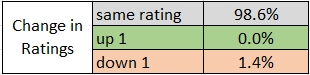 Change in
Ratings
same rating 98.6%
up 1 0.0%
down 1 1.4%